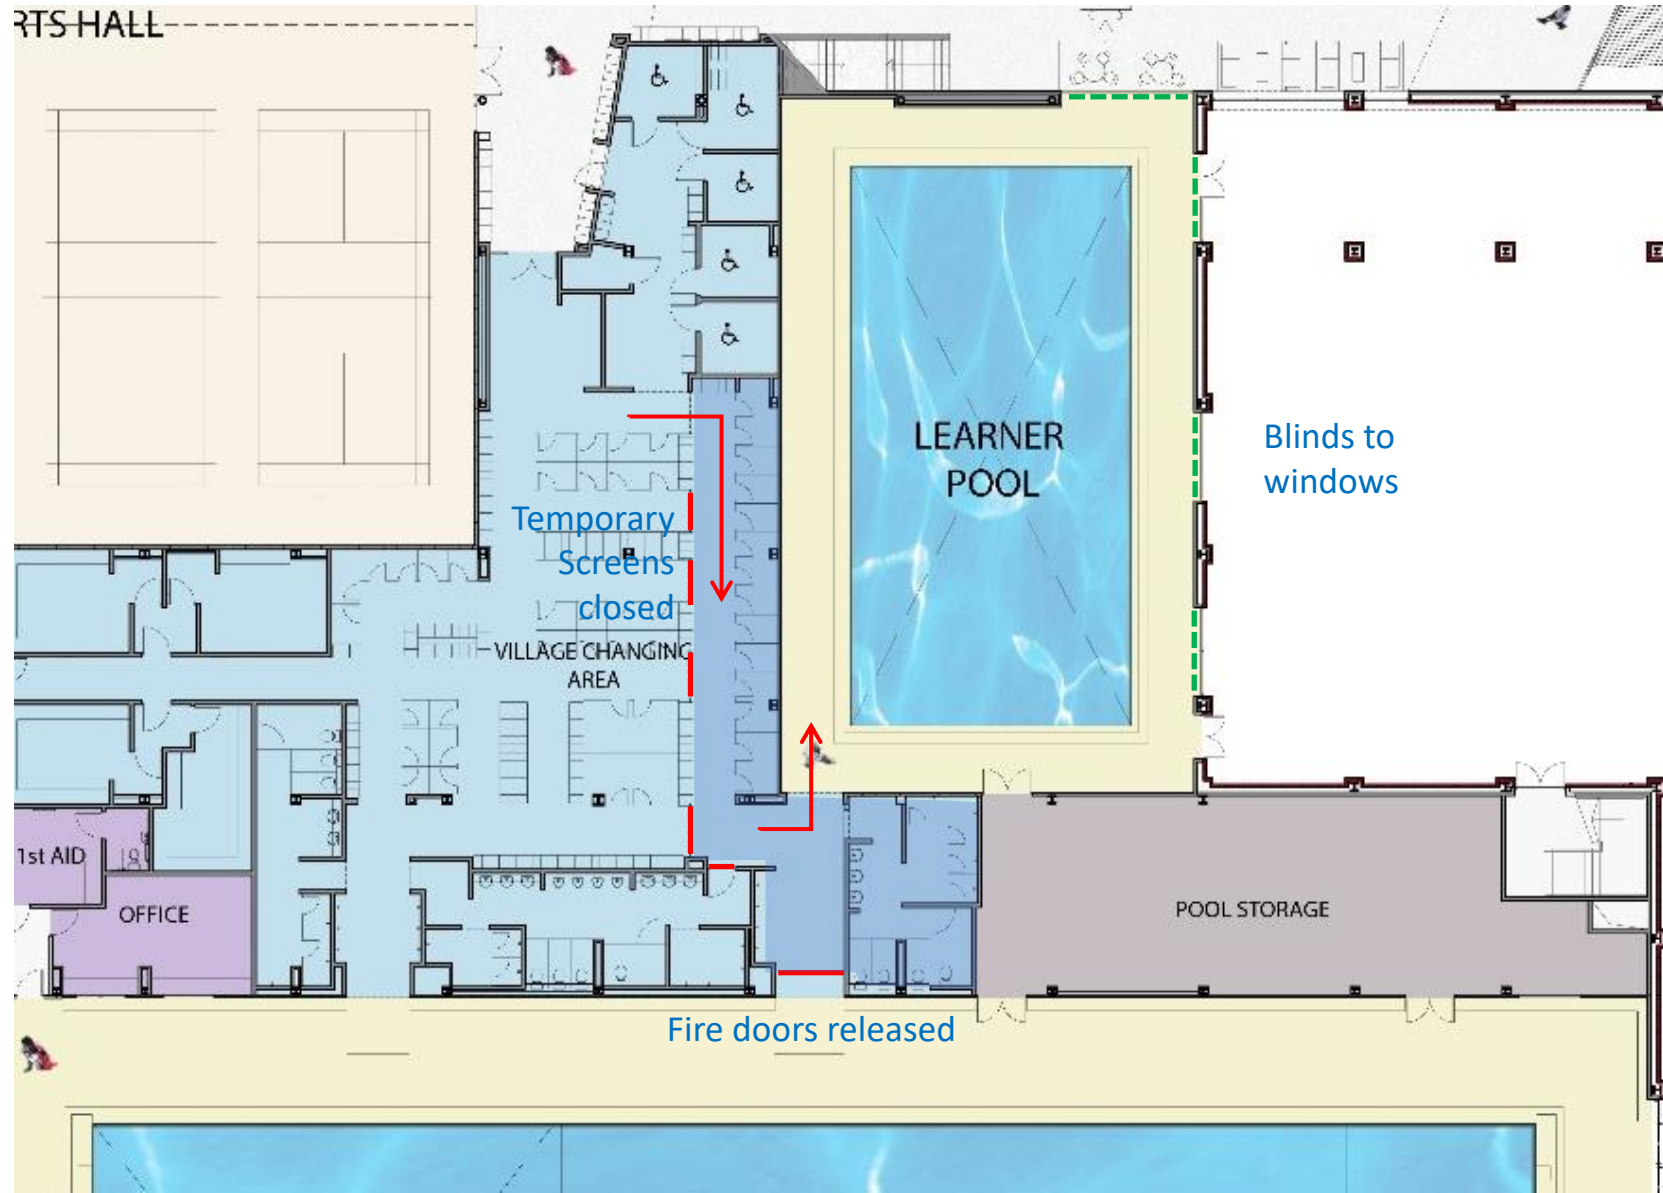 RTS HALL
LEARNER
POOL
Blinds to
windows
Temporary
Screens
closed
VILLAGE CHANGING
AREA
1st AID
OFFICE
POOL STORAGE
Fire doors released